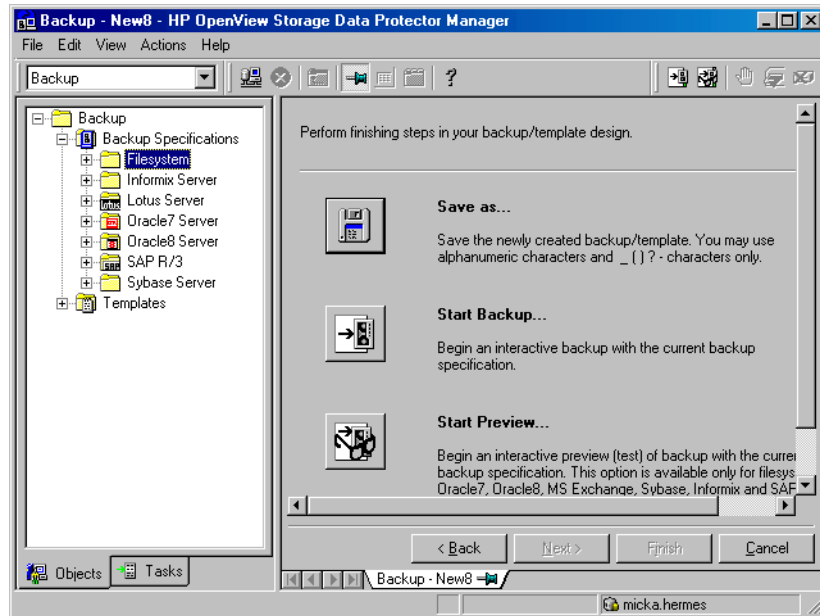 Backup - New8 - HP OpenView Storage Data Protector Manager
File Edit View Actions Help
Backup
?
Backup
Backup Specifications
Filesystem
Informix Server
Lotus Server
Oracle7 Server
Oracle8 Server
SAP R/3
Sybase Server
Templates
Objects
Tasks
Perform finishing steps in your backup/template design.
Save as...
Save the newly created backup/template. You may use
alphanumeric characters and _ ( ) ? - characters only.
Start Backup...
Begin an interactive backup with the current backup
specification.
Start Preview...
Begin an interactive preview (test) of backup with the curre
backup specification. This option is available only for filesys
Oracle7, Oracle8, MS Exchange, Sybase, Informix and SAP
< Back
Next >
Finish
Cancel
Backup - New8
micka.hermes